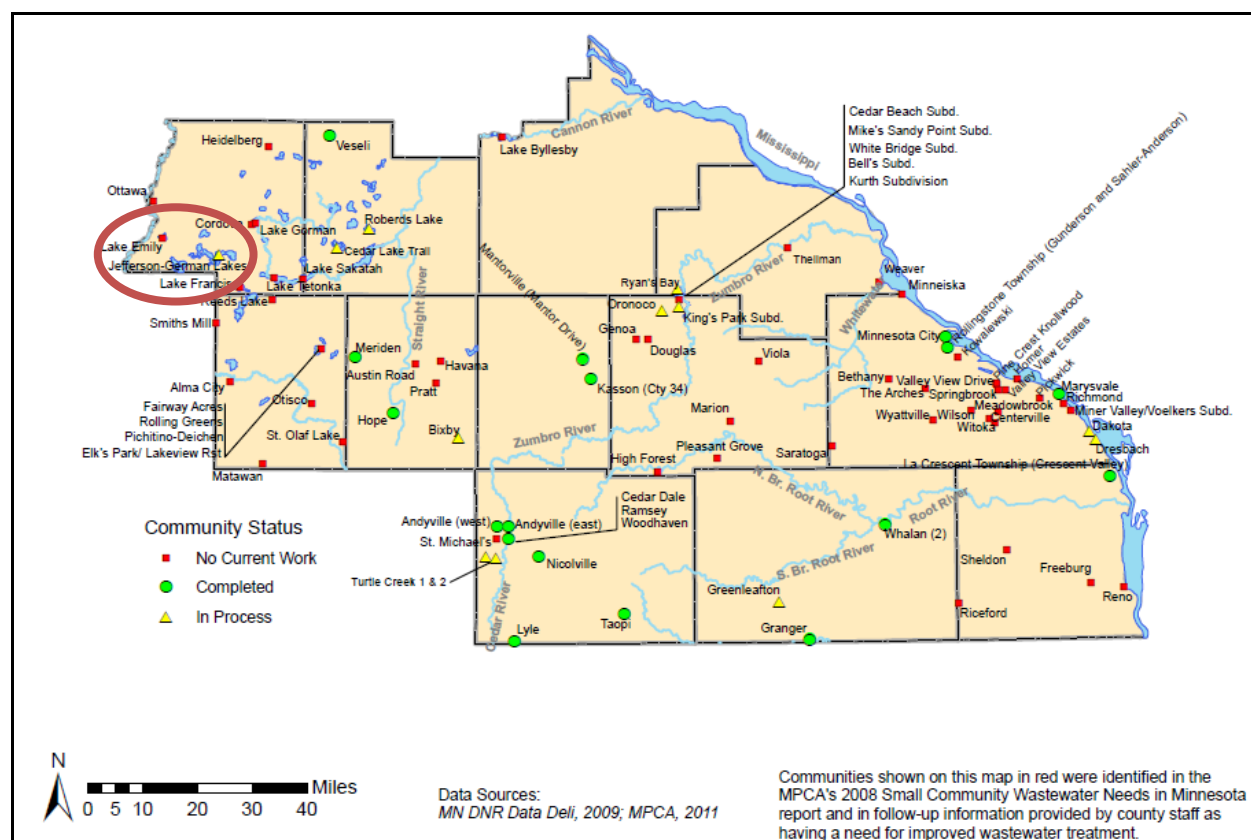 Cedar Beach Subd.
Mike's Sandy Point Subd.
White Bridge Subd.
Bell's Subd.
Kurth Subdivision
Cannon River
Mississippi
Heidelberg
Veseli
Lake Byllesby
Ottawa
Cordova
Lake Gorman
Roberds Lake
Cedar Lake Trail
Lake Emily
Jefferson-German Lakes
Lake Francis
Lake Tetonka
Lake Sakatah
Reeds Lake
Straight River
Mantorville (Mantor Drive)
Ryan's Bay
Oronoco
King's Park Subd.
Zumbro River
Thellman
Weaver
Minneiska
Whitewater
Rollingstone Township (Gunderson and Sahler-Anderson)
Minnesota City
Kowalewski
Smiths Mill
Meriden
Austin Road
Havana
Pratt
Genoa
Douglas
Viola
Kasson (Cty 34)
Bethany
Valley View Drive
The Arches
Springbrook
Pine Crest Knollwood
Homer
Valley View Estates
Pickwick
Marysvale
Richmond
Miner Valley/Voelkers Subd.
Wyattville
Wilson
Meadowbrook
Centerville
Witoka
Dakota
Dresbach
Alma City
Fairway Acres
Rolling Greens
Pichitino-Deichen
Elk's Park/ Lakeview Rst
Otisco
Hope
St. Olaf Lake
Bixby
Matawan
Zumbro River
Marion
Pleasant Grove
High Forest
Saratoga
La Crescent Township (Crescent Valley)
N. Br. Root River
Root River
Cedar Dale
Ramsey
Woodhaven
Andyville (west)
Andyville (east)
St. Michael's
Turtle Creek 1 & 2
Nicolville
Whalan (2)
S. Br. Root River
Sheldon
Freeburg
Reno
Riceford
Greenleafton
Cedar River
Lyle
Taopi
Granger
Community Status
No Current Work
Completed
In Process
N
Miles
0 5 10 20 30 40
Data Sources:
MN DNR Data Deli, 2009; MPCA, 2011
Communities shown on this map in red were identified in the
MPCA's 2008 Small Community Wastewater Needs in Minnesota
report and in follow-up information provided by county staff as
having a need for improved wastewater treatment.